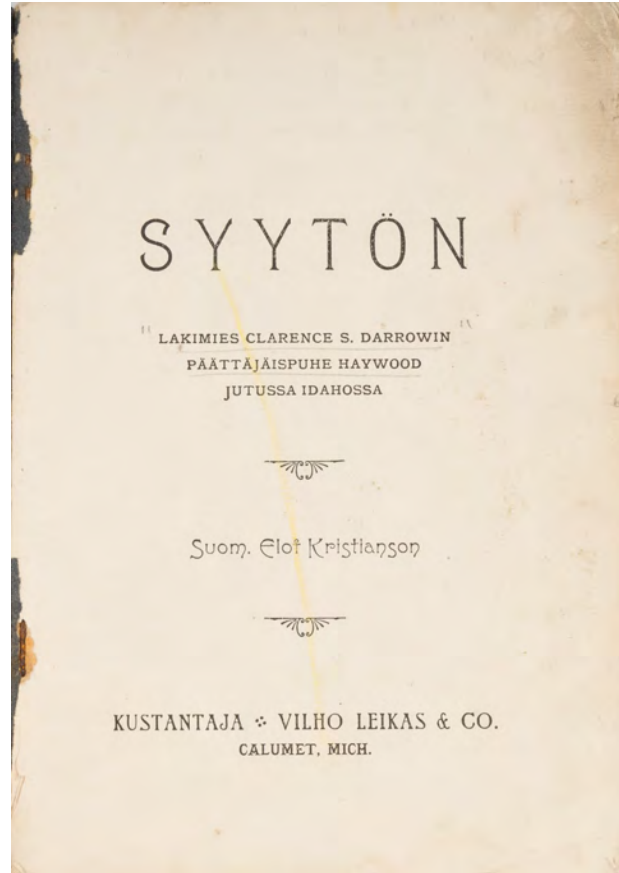 SYYTÖN
"LAKIMIES CLARENCE S. DARROWIN"
PÄÄTTÄJÄISPUHE HAYWOOD
JUTUSSA IDAHOSSA
Suom. Elof Kristianson
KUSTANTAJA ∴ VILHO LEIKAS & CO.
CALUMET, MICH.